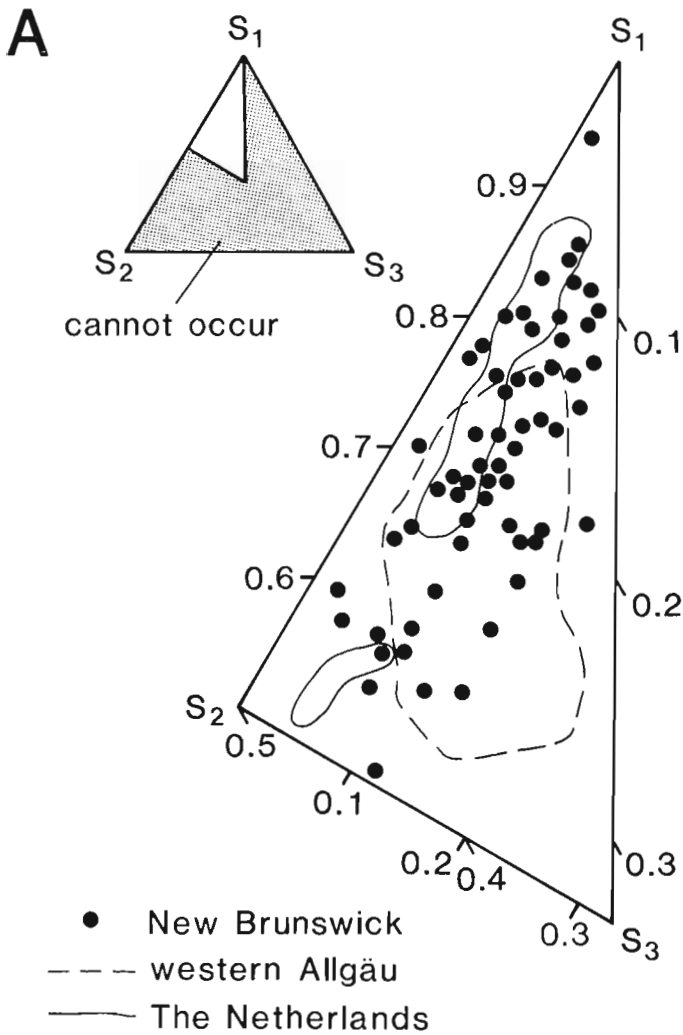 A
S1
S2
S3
cannot occur
S1
0.9
0.8
0.1
0.7
0.6
0.2
S2
0.5
0.1
0.2
0.4
0.3
0.3
S3
New Brunswick
western Allgäu
The Netherlands